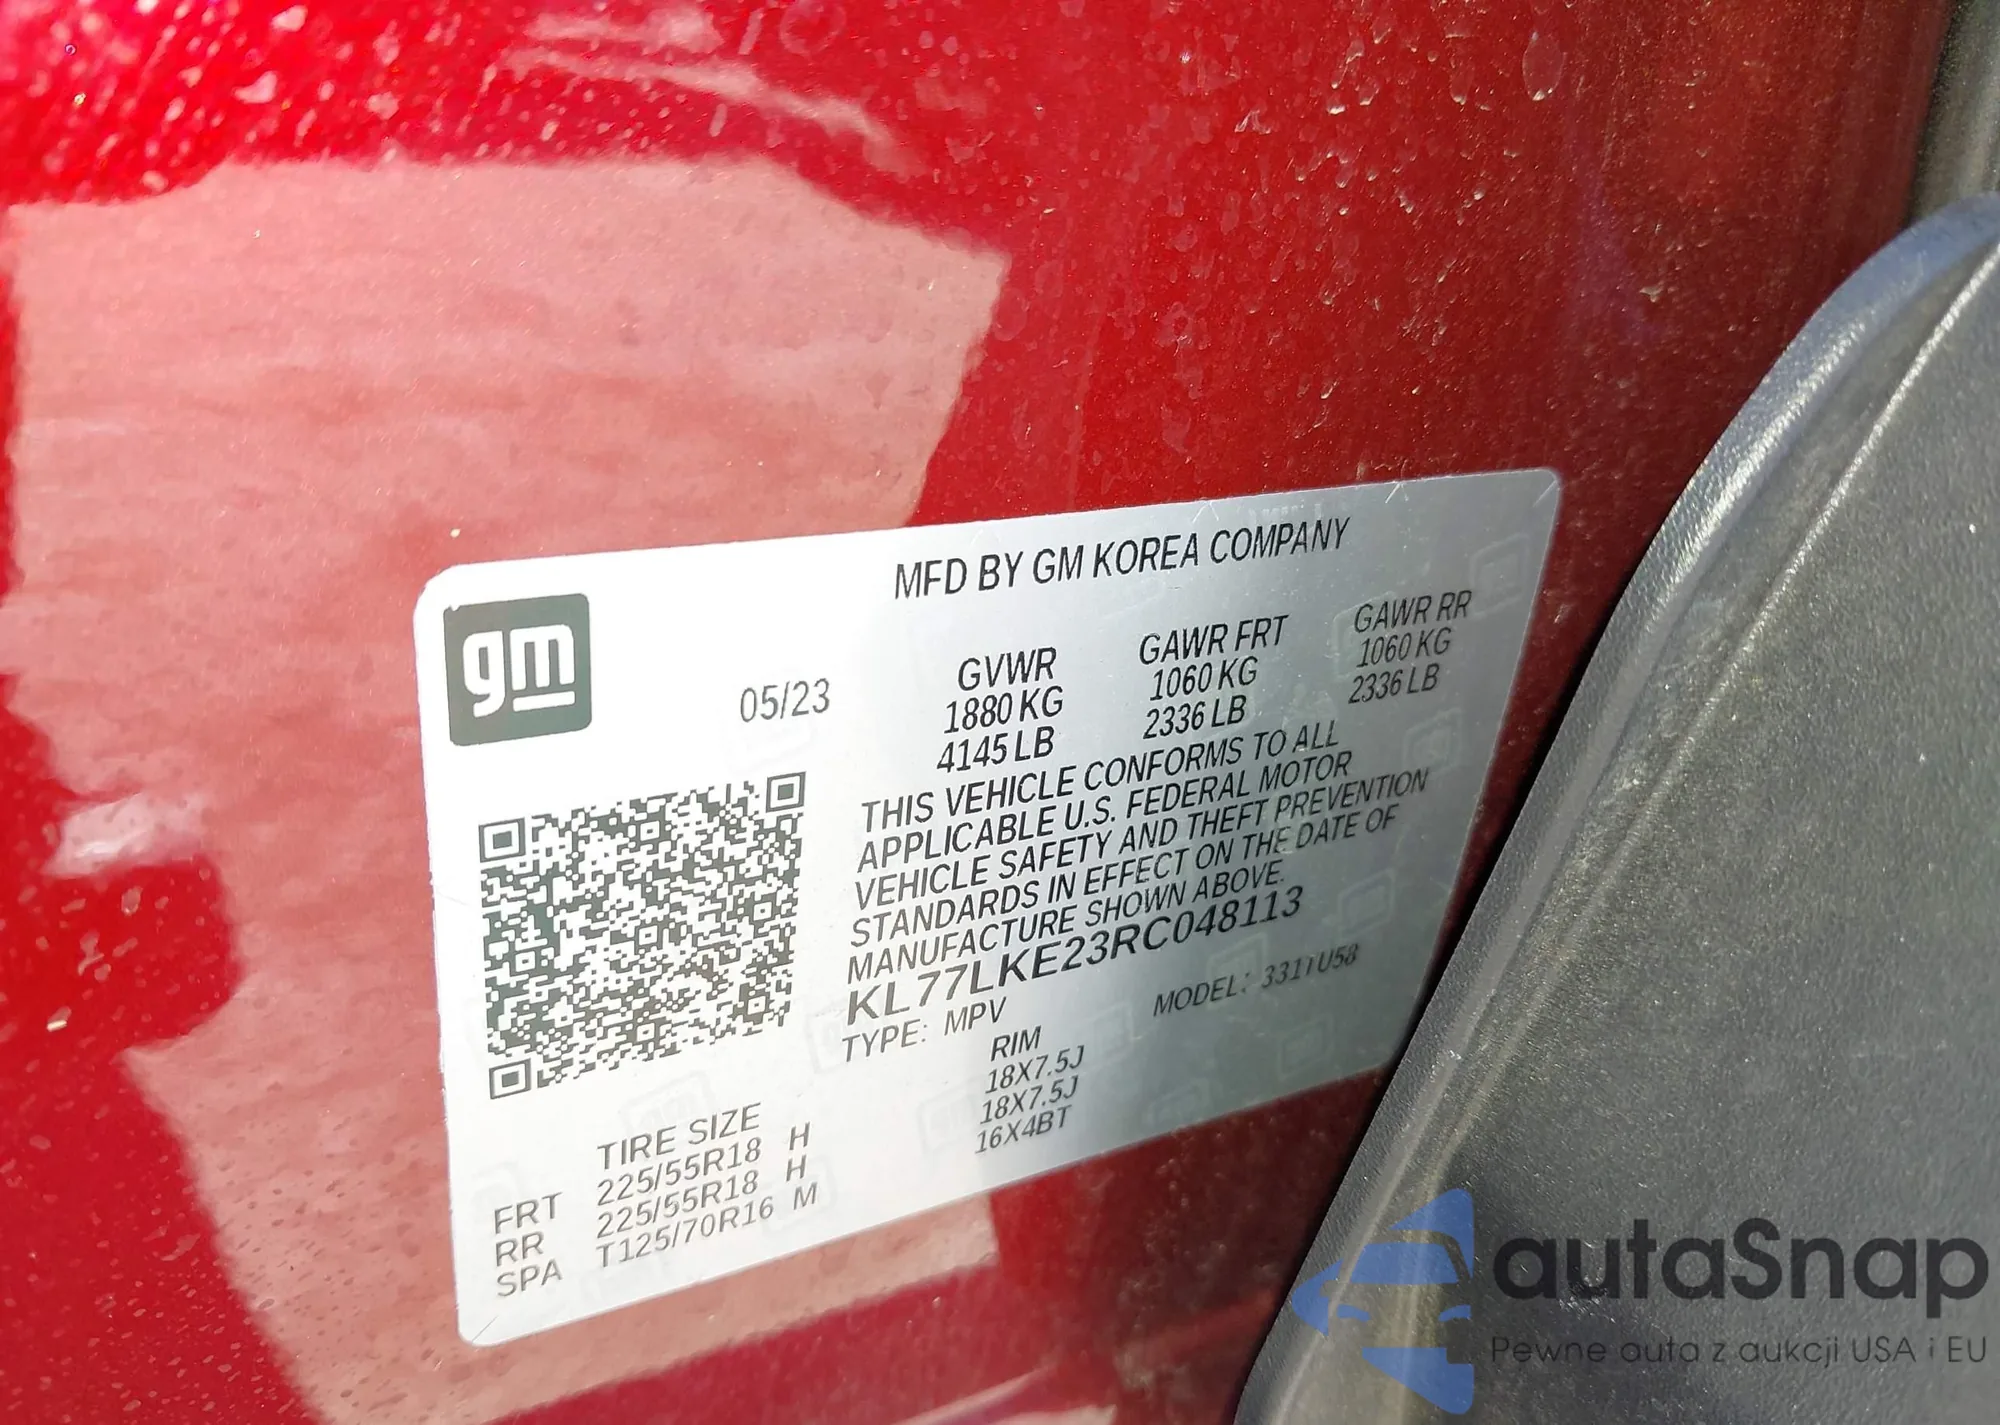 MFD BY GM KOREA COMPANY
gm
05/23
GVWR GAWR FRT GAWR RR
1880 KG 1060 KG 1060 KG
4145 LB 2336 LB 2336 LB
THIS VEHICLE CONFORMS TO ALL
APPLICABLE U.S. FEDERAL MOTOR
VEHICLE SAFETY AND THEFT PREVENTION
STANDARDS IN EFFECT ON THE DATE OF
MANUFACTURE SHOWN ABOVE.
KL77LKE23RC048113
TYPE: MPV MODEL: 331TU58
TIRE SIZE RIM
FRT 225/55R18 H 18X7.5J
RR 225/55R18 H 18X7.5J
SPA T125/70R16 M 16X4BT
autaSnap
Pewne auta z aukcji USA i EU